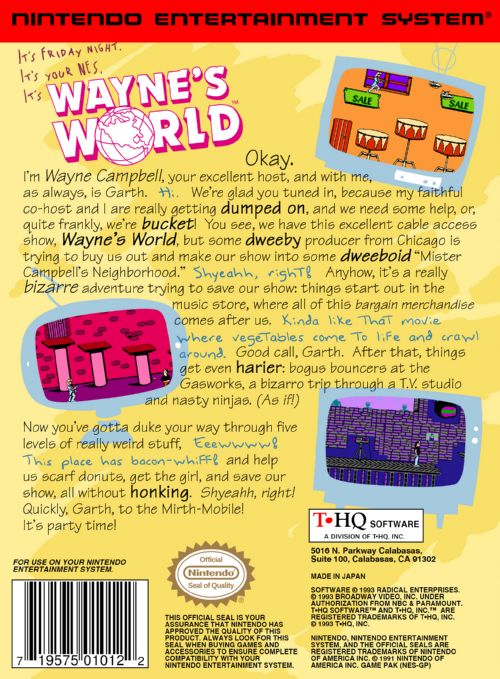 NINTENDO ENTERTAINMENT SYSTEM®
It's FRiDAy NiGHT.
It's youR NES.
It's WAYNE'S
WORLD™
SALE
SALE
Okay.
I'm Wayne Campbell, your excellent host, and with me,
as always, is Garth. Hi. We're glad you tuned in, because my faithful
co-host and I are really getting dumped on, and we need some help, or,
quite frankly, we're bucket! You see, we have this excellent cable access
show, Wayne's World, but some dweeby producer from Chicago is
trying to buy us out and make our show into some dweeboid "Mister
Campbell's Neighborhood." Shyeahh, righT! Anyhow, it's a really
bizarre adventure trying to save our show: things start out in the
music store, where all of this bargain merchandise
comes after us. Kinda like ThaT movie
where vegeTables come To life and crawl
around. Good call, Garth. After that, things
get even harier: bogus bouncers at the
Gasworks, a bizarro trip through a T.V. studio
and nasty ninjas. (As if!)
Now you've gotta duke your way through five
levels of really weird stuff, Eeewwww!
This place has bacon-whiff! and help
us scarf donuts, get the girl, and save our
show, all without honking. Shyeahh, right!
Quickly, Garth, to the Mirth-Mobile!
It's party time!
T•HQ SOFTWARE
A DIVISION OF T•HQ, INC.
5016 N. Parkway Calabasas,
Suite 100, Calabasas, CA 91302
MADE IN JAPAN
SOFTWARE © 1993 RADICAL ENTERPRISES.
© 1993 BROADWAY VIDEO, INC. UNDER
AUTHORIZATION FROM NBC & PARAMOUNT.
T•HQ SOFTWARE™ AND T•HQ, INC.™ ARE
REGISTERED TRADEMARKS OF T•HQ, INC.
© 1993 T•HQ, INC.
NINTENDO, NINTENDO ENTERTAINMENT
SYSTEM, AND THE OFFICIAL SEALS ARE
REGISTERED TRADEMARKS OF NINTENDO
OF AMERICA INC. © 1991 NINTENDO OF
AMERICA INC. GAME PAK (NES-GP)
FOR USE ON YOUR NINTENDO
ENTERTAINMENT SYSTEM.
7 19575 01012 2
Official
Nintendo
Seal of Quality
THIS OFFICIAL SEAL IS YOUR
ASSURANCE THAT NINTENDO HAS
APPROVED THE QUALITY OF THIS
PRODUCT. ALWAYS LOOK FOR THIS
SEAL WHEN BUYING GAMES AND
ACCESSORIES TO ENSURE COMPLETE
COMPATIBILITY WITH YOUR
NINTENDO ENTERTAINMENT SYSTEM.